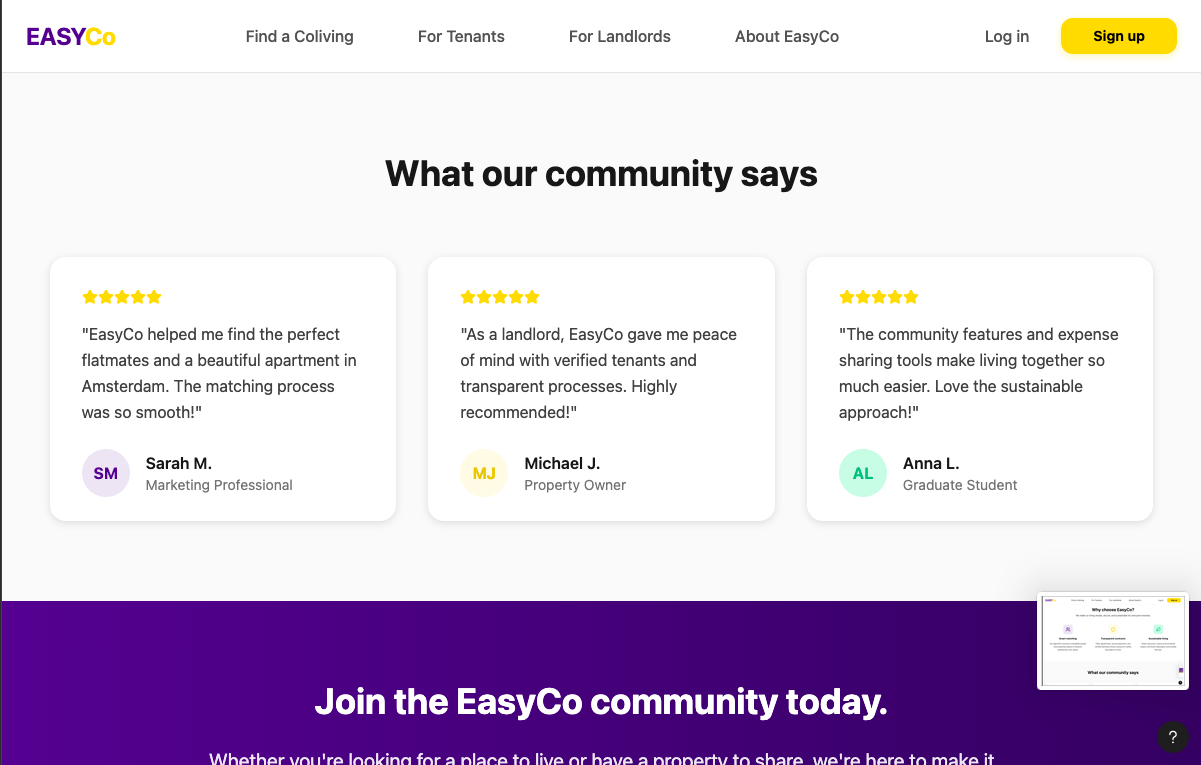 EASYCo
Find a Coliving
For Tenants
For Landlords
About EasyCo
Log in
Sign up
What our community says
"EasyCo helped me find the perfect
flatmates and a beautiful apartment in
Amsterdam. The matching process
was so smooth!"
SM
Sarah M.
Marketing Professional
"As a landlord, EasyCo gave me peace
of mind with verified tenants and
transparent processes. Highly
recommended!"
MJ
Michael J.
Property Owner
"The community features and expense
sharing tools make living together so
much easier. Love the sustainable
approach!"
AL
Anna L.
Graduate Student
Why choose EasyCo?
What our community says
Join the EasyCo community today.
Whether you're looking for a place to live or have a property to share, we're here to make it
?